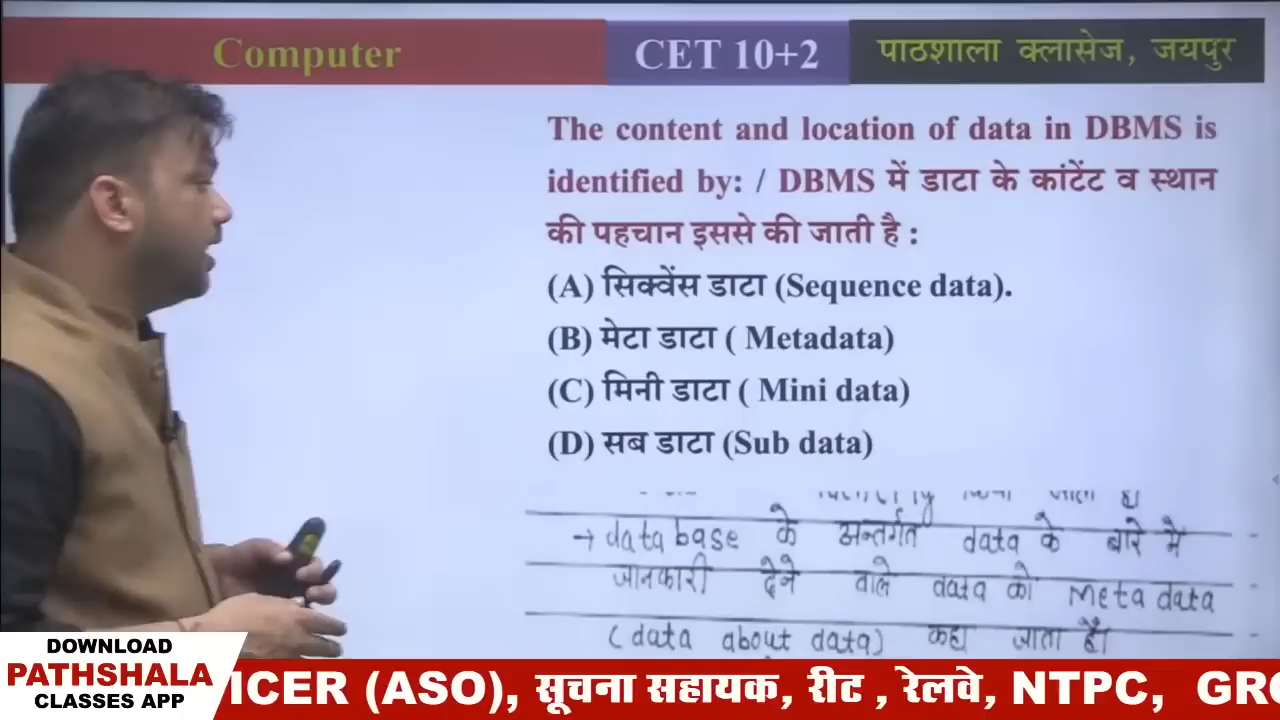 Computer
CET 10+2
पाठशाला क्लासेज, जयपुर
The content and location of data in DBMS is
identified by: / DBMS में डाटा के कांटेंट व स्थान
की पहचान इससे की जाती है :
(A) सिक्वेंस डाटा (Sequence data).
(B) मेटा डाटा ( Metadata)
(C) मिनी डाटा ( Mini data)
(D) सब डाटा (Sub data)
जाता है।
→ database के अन्तर्गत data के बारे मे
जानकारी देने वाले data को Meta data
(data about data) कहा जाता है।
DOWNLOAD
PATHSHALA
CLASSES APP
ICER (ASO), सूचना सहायक, रीट , रेलवे, NTPC, GRO